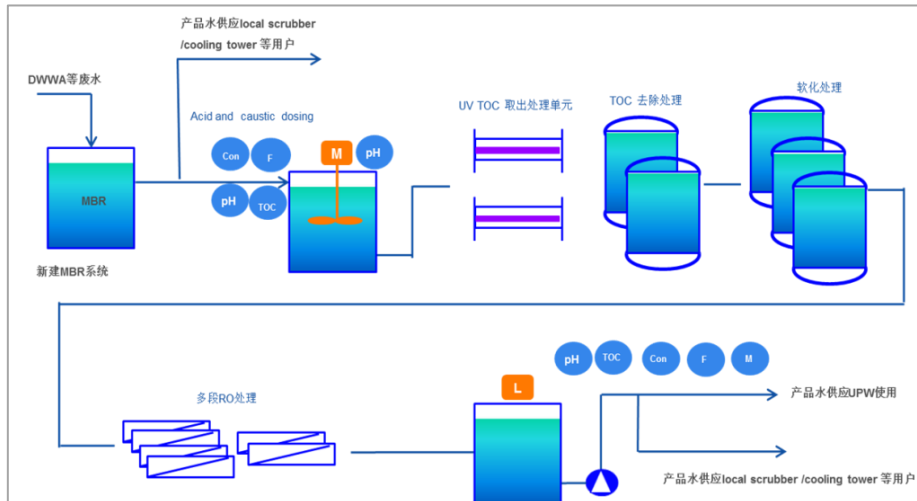 产品水供应local scrubber
/cooling tower 等用户
DWWA等废水
UV TOC 取出处理单元
TOC 去除处理
软化处理
Acid and caustic dosing
Con
F
M
pH
MBR
pH
TOC
新建MBR系统
pH
TOC
Con
F
M
L
多段RO处理
产品水供应UPW使用
产品水供应local scrubber /cooling tower 等用户